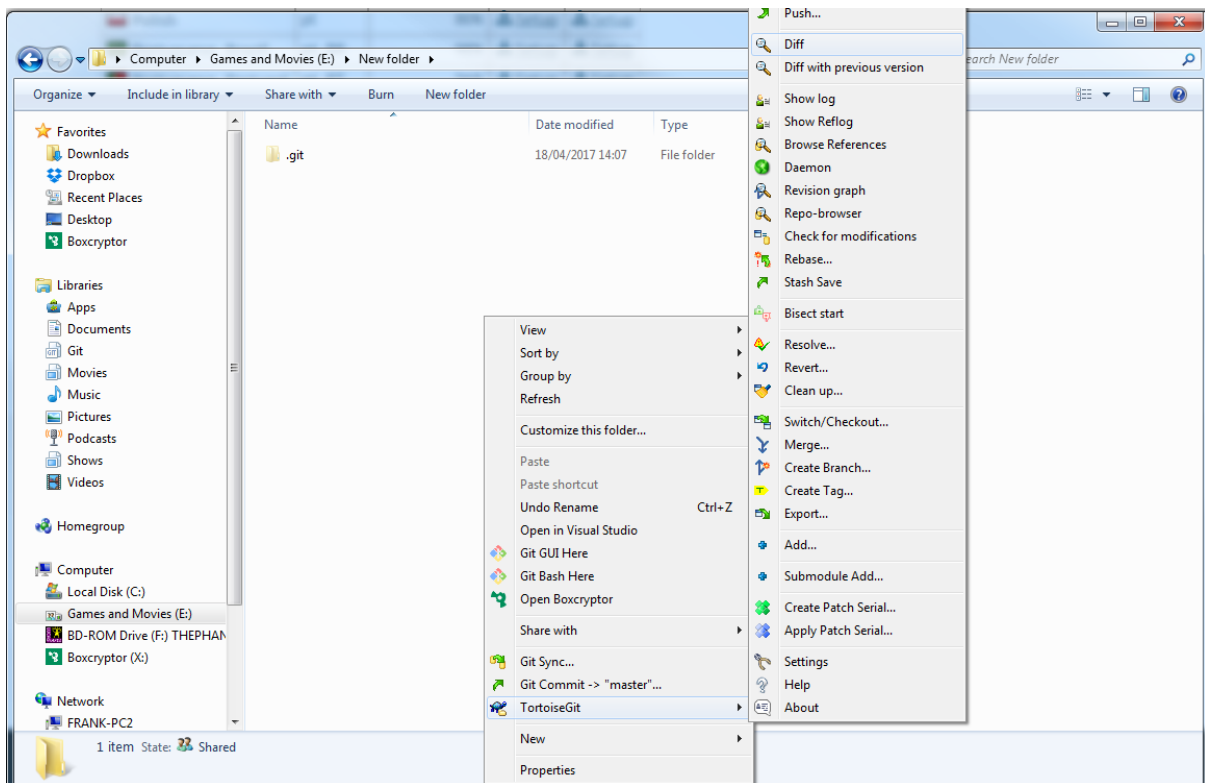 Computer ▸ Games and Movies (E:) ▸ New folder ▸
earch New folder
Organize
Include in library
Share with
Burn
New folder
Favorites
Downloads
Dropbox
Recent Places
Desktop
Boxcryptor
Libraries
Apps
Documents
Git
Movies
Music
Pictures
Podcasts
Shows
Videos
Homegroup
Computer
Local Disk (C:)
Games and Movies (E:)
BD-ROM Drive (F:) THEPHAN
Boxcryptor (X:)
Network
FRANK-PC2
1 item State: Shared
Name
Date modified
Type
.git
18/04/2017 14:07
File folder
View
Sort by
Group by
Refresh
Customize this folder...
Paste
Paste shortcut
Undo Rename Ctrl+Z
Open in Visual Studio
Git GUI Here
Git Bash Here
Open Boxcryptor
Share with
Git Sync...
Git Commit -> "master"...
TortoiseGit
New
Properties
Push...
Diff
Diff with previous version
Show log
Show Reflog
Browse References
Daemon
Revision graph
Repo-browser
Check for modifications
Rebase...
Stash Save
Bisect start
Resolve...
Revert...
Clean up...
Switch/Checkout...
Merge...
Create Branch...
Create Tag...
Export...
Add...
Submodule Add...
Create Patch Serial...
Apply Patch Serial...
Settings
Help
About